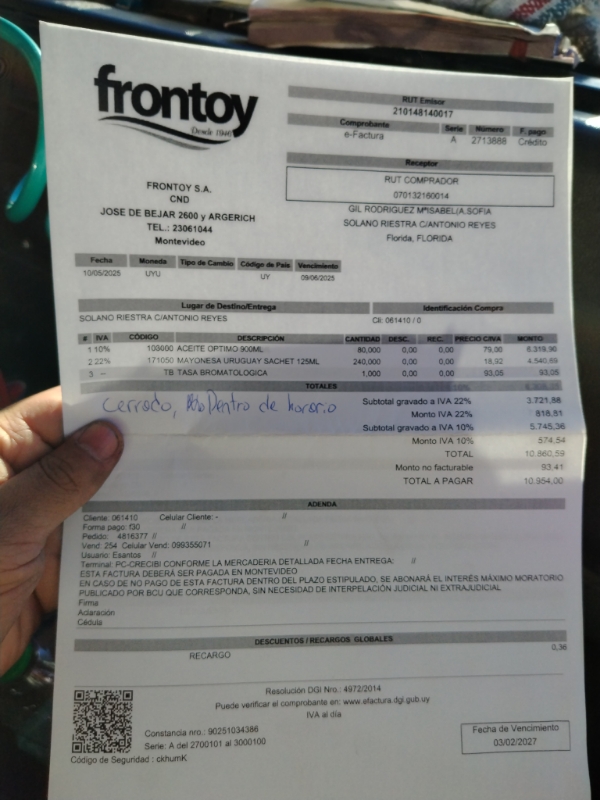 frontoy
Desde 1940
RUT Emisor
210148140017
Comprobante Serie Número F. pago
e-Factura A 2713886 Crédito
Receptor
RUT COMPRADOR
070132160014
GIL RODRIGUEZ MªISABEL(A.SOFIA
SOLANO RIESTRA C/ANTONIO REYES
Florida, FLORIDA
FRONTOY S.A.
CND
JOSE DE BEJAR 2600 y ARGERICH
TEL.: 23061044
Montevideo
Fecha Moneda Tipo de Cambio Código de País Vencimiento
10/05/2025 UYU UY 09/06/2025
Lugar de Destino/Entrega Identificación Compra
SOLANO RIESTRA C/ANTONIO REYES CII: 061410 / 0
# IVA CÓDIGO DESCRIPCIÓN CANTIDAD DESC. REC. PRECIO C/IVA MONTO
1 10% 103600 ACEITE OPTIMO 900ML 80,000 0,00 0,00 79,00 6.319,90
2 22% 171050 MAYONESA URUGUAY SACHET 125ML 240,000 0,00 0,00 18,92 4.540,69
3 -- TB TASA BROMATOLOGICA 1,000 0,00 0,00 93,05 93,05
TOTALES
Cerrado, Dentro de horario
Subtotal gravado a IVA 22% 3.721,88
Monto IVA 22% 818,81
Subtotal gravado a IVA 10% 5.745,36
Monto IVA 10% 574,54
TOTAL 10.860,59
Monto no facturable 93,41
TOTAL A PAGAR 10.954,00
ADENDA
Cliente: 061410 Celular Cliente: - //
Forma pago: f30 //
Pedido: 4816377 //
Vend: 254 Celular Vend: 099355071 //
Usuario: Esantos //
Terminal: PC-CRECIBI CONFORME LA MERCADERIA DETALLADA FECHA ENTREGA: //
ESTA FACTURA DEBERÁ SER PAGADA EN MONTEVIDEO
EN CASO DE NO PAGO DE ESTA FACTURA DENTRO DEL PLAZO ESTIPULADO, SE ABONARÁ EL INTERÉS MÁXIMO MORATORIO
PUBLICADO POR BCU QUE CORRESPONDA, SIN NECESIDAD DE INTERPELACIÓN JUDICIAL NI EXTRAJUDICIAL
Firma
Aclaración
Cédula
DESCUENTOS / RECARGOS GLOBALES
RECARGO 0,36
Resolución DGI Nro.: 4972/2014
Puede verificar el comprobante en: www.efactura.dgi.gub.uy
IVA al día
Constancia nro.: 90251034386
Serie: A del 2700101 al 3000100
Código de Seguridad : ckhumK
Fecha de Vencimiento
03/02/2027